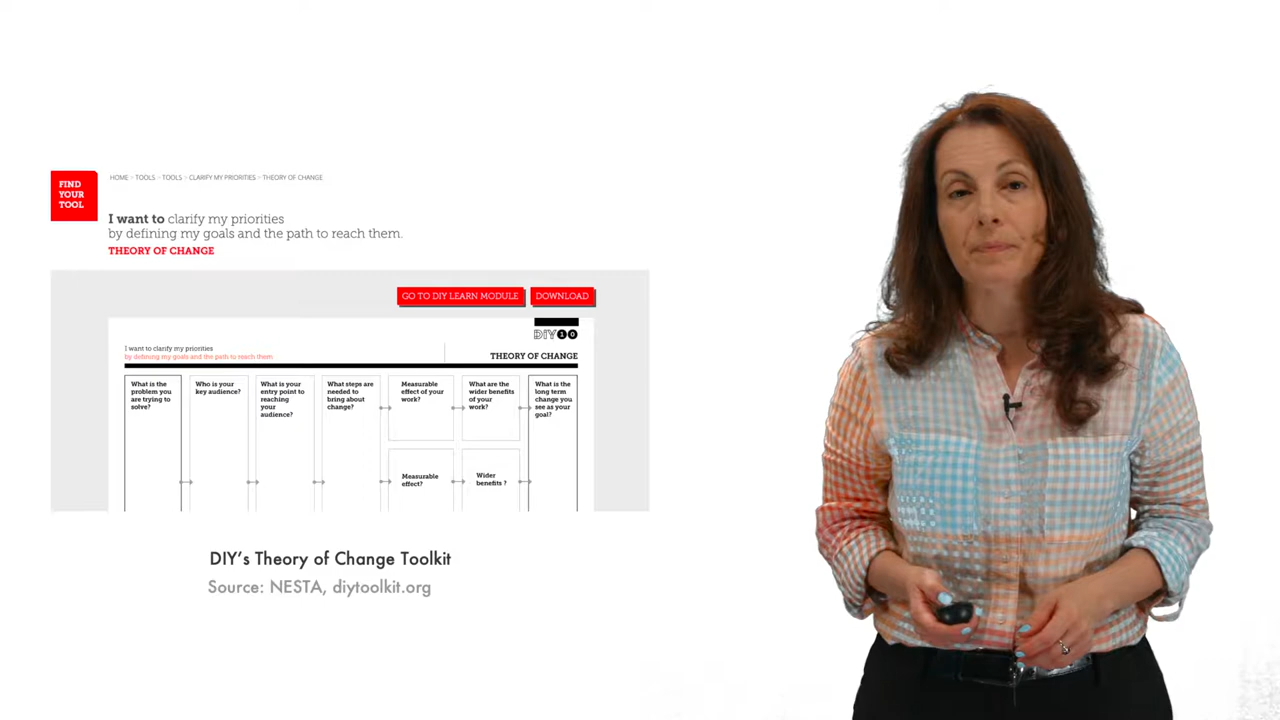 FIND
YOUR
TOOL
HOME > TOOLS > TOOLS > CLARIFY MY PRIORITIES > THEORY OF CHANGE
I want to clarify my priorities
by defining my goals and the path to reach them.
THEORY OF CHANGE
GO TO DIY LEARN MODULE
DOWNLOAD
DIY 10
I want to clarify my priorities
by defining my goals and the path to reach them
THEORY OF CHANGE
What is the
problem you
are trying to
solve?
Who is your
key audience?
What is your
entry point to
reaching
your
audience?
What steps are
needed to
bring about
change?
Measurable
effect of your
work?
What are the
wider benefits
of your
work?
What is the
long term
change you
see as your
goal?
Measurable
effect?
Wider
benefits ?
DIY's Theory of Change Toolkit
Source: NESTA, diytoolkit.org